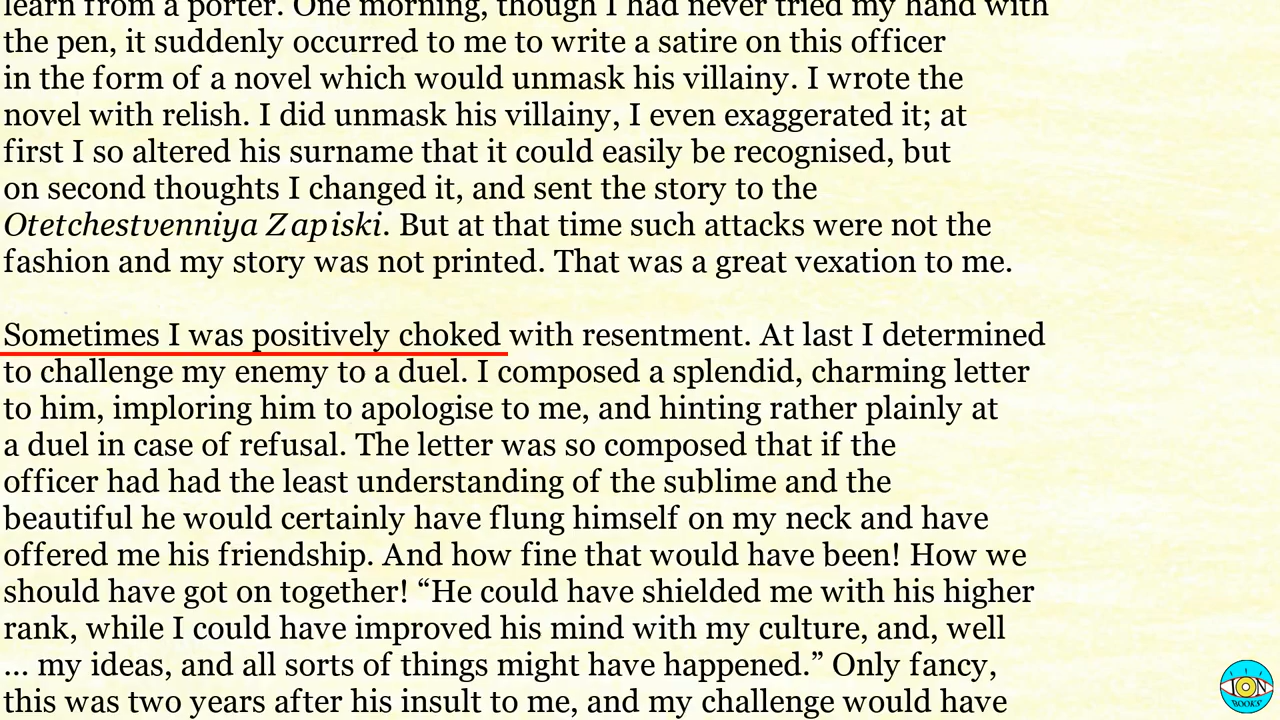 learn from a porter. One morning, though I had never tried my hand with
the pen, it suddenly occurred to me to write a satire on this officer
in the form of a novel which would unmask his villainy. I wrote the
novel with relish. I did unmask his villainy, I even exaggerated it; at
first I so altered his surname that it could easily be recognised, but
on second thoughts I changed it, and sent the story to the
Otetchestvenniya Zapiski. But at that time such attacks were not the
fashion and my story was not printed. That was a great vexation to me.
Sometimes I was positively choked with resentment. At last I determined
to challenge my enemy to a duel. I composed a splendid, charming letter
to him, imploring him to apologise to me, and hinting rather plainly at
a duel in case of refusal. The letter was so composed that if the
officer had had the least understanding of the sublime and the
beautiful he would certainly have flung himself on my neck and have
offered me his friendship. And how fine that would have been! How we
should have got on together! “He could have shielded me with his higher
rank, while I could have improved his mind with my culture, and, well
... my ideas, and all sorts of things might have happened.” Only fancy,
this was two years after his insult to me, and my challenge would have
ION
BOOKS